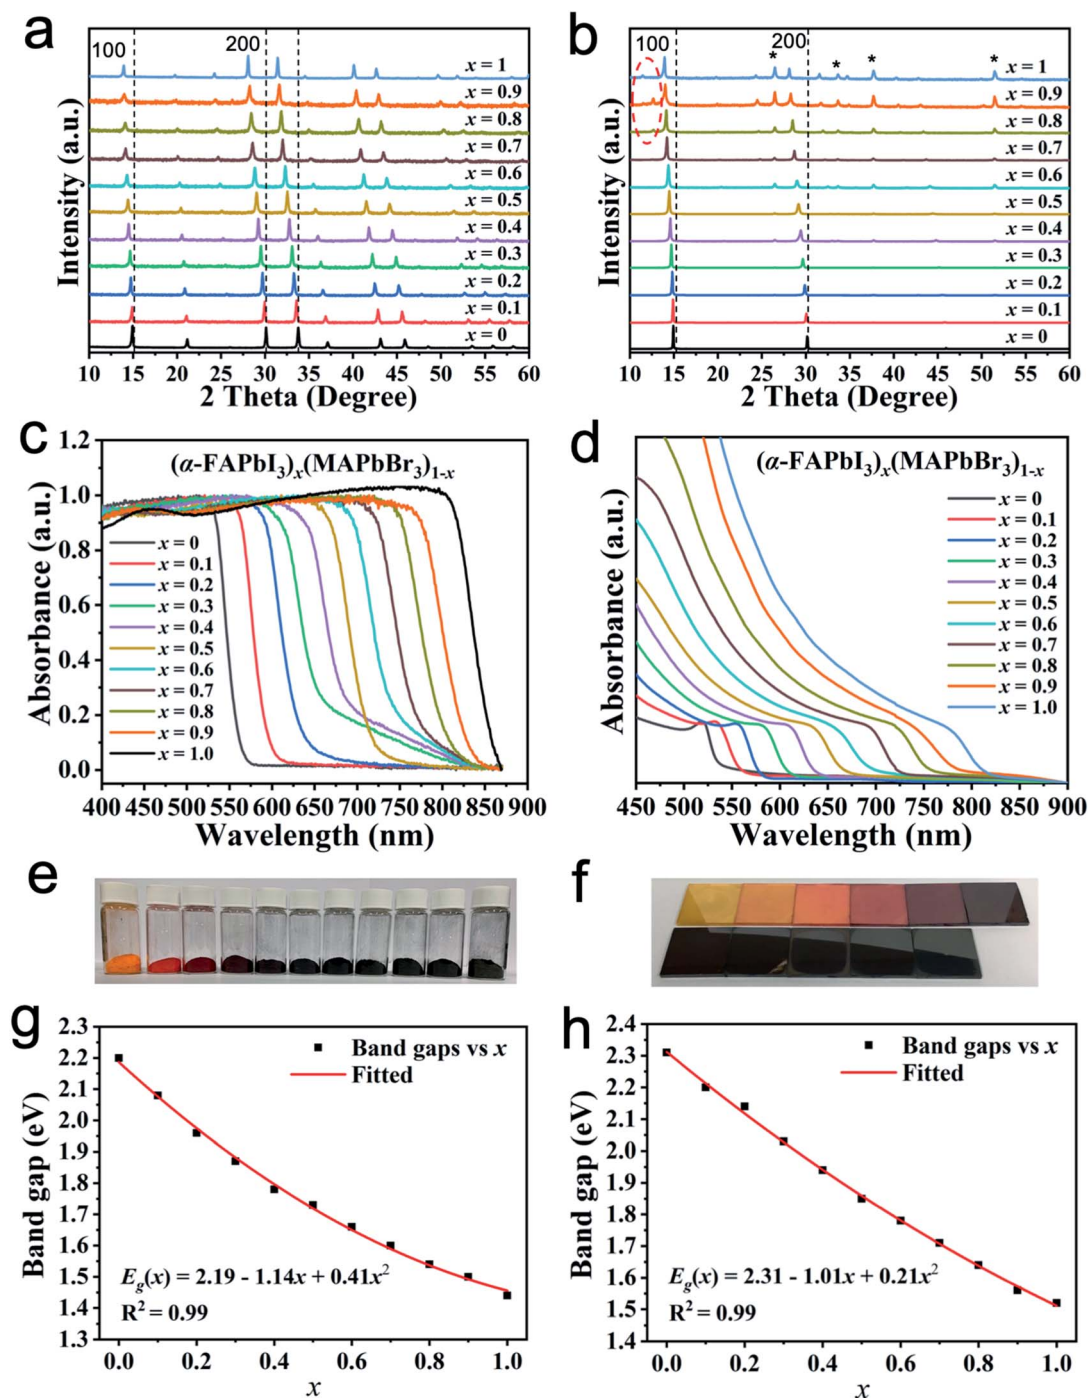 a
100
200
x = 1
x = 0.9
x = 0.8
x = 0.7
x = 0.6
x = 0.5
x = 0.4
x = 0.3
x = 0.2
x = 0.1
x = 0
Intensity (a.u.)
10 15 20 25 30 35 40 45 50 55 60
2 Theta (Degree)
b
100
200
* * * *
x = 1
x = 0.9
x = 0.8
x = 0.7
x = 0.6
x = 0.5
x = 0.4
x = 0.3
x = 0.2
x = 0.1
x = 0
Intensity (a.u.)
10 15 20 25 30 35 40 45 50 55 60
2 Theta (Degree)
c
(α-FAPbI₃)ₓ(MAPbBr₃)₁₋ₓ
1.2
1.0
0.8
0.6
0.4
0.2
0.0
Absorbance (a.u.)
x = 0
x = 0.1
x = 0.2
x = 0.3
x = 0.4
x = 0.5
x = 0.6
x = 0.7
x = 0.8
x = 0.9
x = 1.0
400 450 500 550 600 650 700 750 800 850 900
Wavelength (nm)
d
(α-FAPbI₃)ₓ(MAPbBr₃)₁₋ₓ
Absorbance (a.u.)
x = 0
x = 0.1
x = 0.2
x = 0.3
x = 0.4
x = 0.5
x = 0.6
x = 0.7
x = 0.8
x = 0.9
x = 1.0
450 500 550 600 650 700 750 800 850 900
Wavelength (nm)
e
f
g
2.3
2.2
2.1
2.0
1.9
1.8
1.7
1.6
1.5
1.4
1.3
Band gap (eV)
Band gaps vs x
Fitted
E_g(x) = 2.19 - 1.14x + 0.41x²
R² = 0.99
0.0 0.2 0.4 0.6 0.8 1.0
x
h
2.4
2.3
2.2
2.1
2.0
1.9
1.8
1.7
1.6
1.5
1.4
Band gap (eV)
Band gaps vs x
Fitted
E_g(x) = 2.31 - 1.01x + 0.21x²
R² = 0.99
0.0 0.2 0.4 0.6 0.8 1.0
x